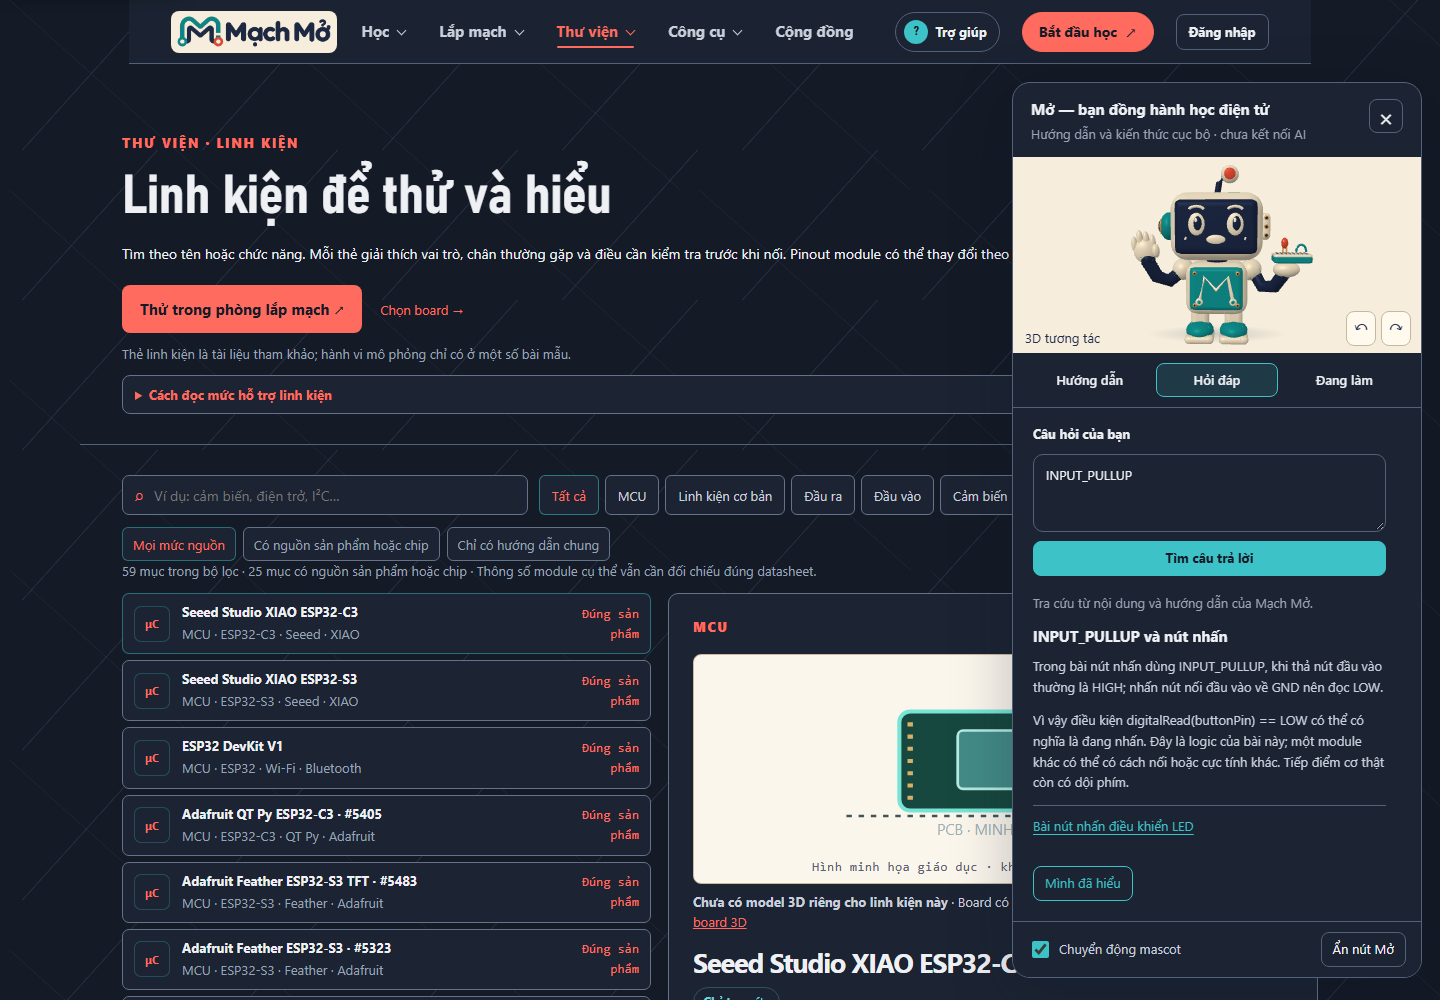 Mạch Mở
Học
Lắp mạch
Thư viện
Công cụ
Cộng đồng
? Trợ giúp
Bắt đầu học ↗
Đăng nhập
THƯ VIỆN · LINH KIỆN
Linh kiện để thử và hiểu
Tìm theo tên hoặc chức năng. Mỗi thẻ giải thích vai trò, chân thường gặp và điều cần kiểm tra trước khi nối. Pinout module có thể thay đổi theo
Thử trong phòng lắp mạch ↗
Chọn board →
Thẻ linh kiện là tài liệu tham khảo; hành vi mô phỏng chỉ có ở một số bài mẫu.
Cách đọc mức hỗ trợ linh kiện
Ví dụ: cảm biến, điện trở, I²C...
Tất cả
MCU
Linh kiện cơ bản
Đầu ra
Đầu vào
Cảm biến
Mọi mức nguồn
Có nguồn sản phẩm hoặc chip
Chỉ có hướng dẫn chung
59 mục trong bộ lọc · 25 mục có nguồn sản phẩm hoặc chip · Thông số module cụ thể vẫn cần đối chiếu đúng datasheet.
µC
Seeed Studio XIAO ESP32-C3
MCU · ESP32-C3 · Seeed · XIAO
Đúng sản
phẩm
µC
Seeed Studio XIAO ESP32-S3
MCU · ESP32-S3 · Seeed · XIAO
Đúng sản
phẩm
µC
ESP32 DevKit V1
MCU · ESP32 · Wi-Fi · Bluetooth
Đúng sản
phẩm
µC
Adafruit QT Py ESP32-C3 · #5405
MCU · ESP32-C3 · QT Py · Adafruit
Đúng sản
phẩm
µC
Adafruit Feather ESP32-S3 TFT · #5483
MCU · ESP32-S3 · Feather · Adafruit
Đúng sản
phẩm
µC
Adafruit Feather ESP32-S3 · #5323
MCU · ESP32-S3 · Feather · Adafruit
Đúng sản
phẩm
MCU
PCB · MINH
Hình minh họa giáo dục · kh
Chưa có model 3D riêng cho linh kiện này · Board có
board 3D
Seeed Studio XIAO ESP32-C
Mở — bạn đồng hành học điện tử
Hướng dẫn và kiến thức cục bộ · chưa kết nối AI
3D tương tác
Hướng dẫn
Hỏi đáp
Đang làm
Câu hỏi của bạn
INPUT_PULLUP
Tìm câu trả lời
Tra cứu từ nội dung và hướng dẫn của Mạch Mở.
INPUT_PULLUP và nút nhấn
Trong bài nút nhấn dùng INPUT_PULLUP, khi thả nút đầu vào
thường là HIGH; nhấn nút nối đầu vào về GND nên đọc LOW.
Vì vậy điều kiện digitalRead(buttonPin) == LOW có thể có
nghĩa là đang nhấn. Đây là logic của bài này; một module
khác có thể có cách nối hoặc cực tính khác. Tiếp điểm cơ thật
còn có dội phím.
Bài nút nhấn điều khiển LED
Mình đã hiểu
Chuyển động mascot
Ẩn nút Mở